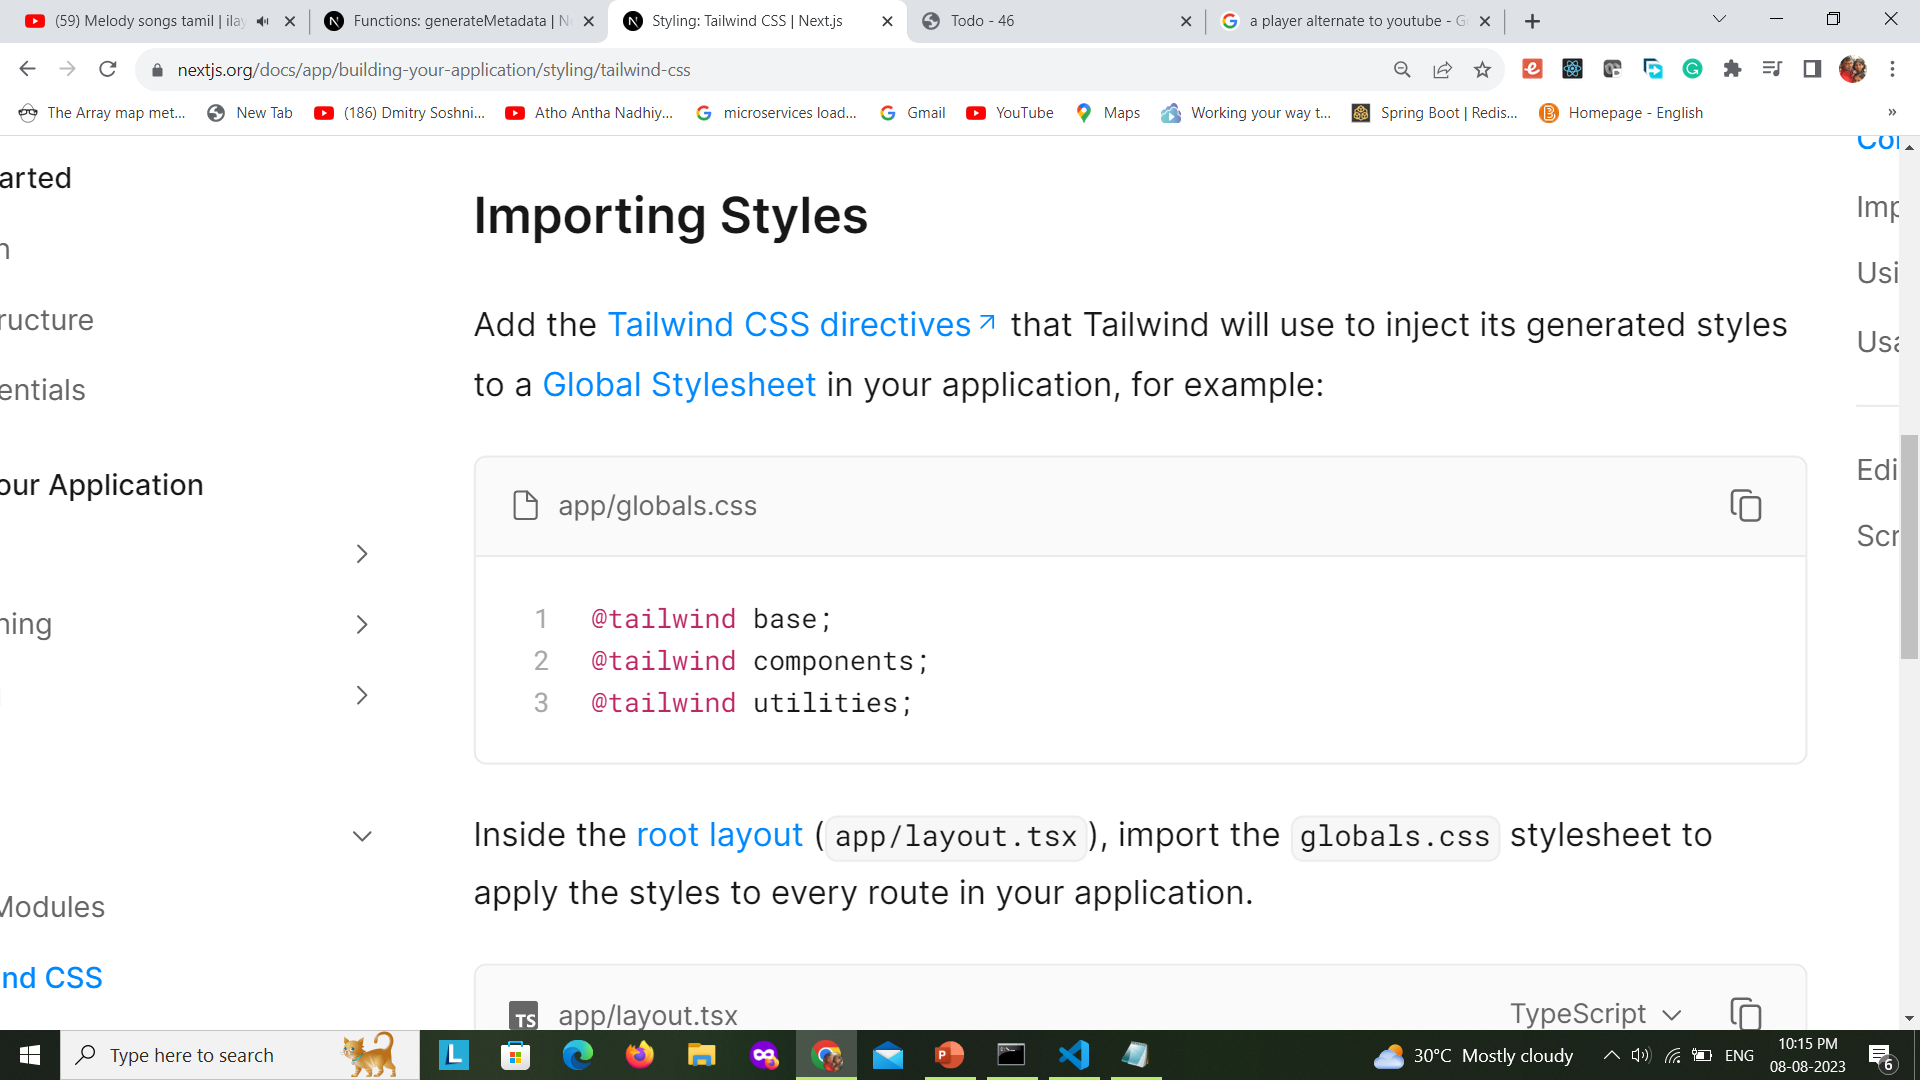 (59) Melody songs tamil | ila
Functions: generateMetadata | Ne
Styling: Tailwind CSS | Next.js
Todo - 46
a player alternate to youtube - Go
nextjs.org/docs/app/building-your-application/styling/tailwind-css
The Array map met...
New Tab
(186) Dmitry Soshni...
Atho Antha Nadhiy...
microservices load...
Gmail
YouTube
Maps
Working your way t...
Spring Boot | Redis...
Homepage - English
»
arted
n
ructure
entials
our Application
ning
Modules
nd CSS
Importing Styles
Add the Tailwind CSS directives that Tailwind will use to inject its generated styles
to a Global Stylesheet in your application, for example:
app/globals.css
1 @tailwind base;
2 @tailwind components;
3 @tailwind utilities;
Inside the root layout (app/layout.tsx), import the globals.css stylesheet to
apply the styles to every route in your application.
TS app/layout.tsx
TypeScript
Imp
Usi
Usa
Edi
Scr
Type here to search
L
30°C Mostly cloudy
ENG
10:15 PM
08-08-2023
6